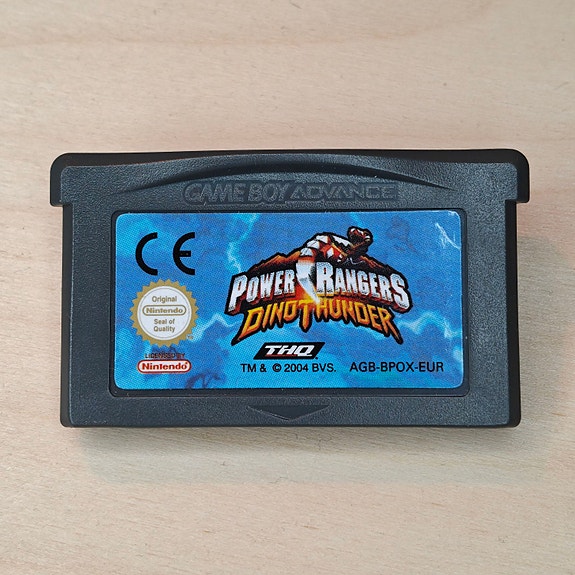 GAME BOY ADVANCE
CE
POWER RANGERS
DINO THUNDER
Original
Nintendo
Seal of
Quality
THQ
LICENSED BY
Nintendo
TM & © 2004 BVS. AGB-BPOX-EUR